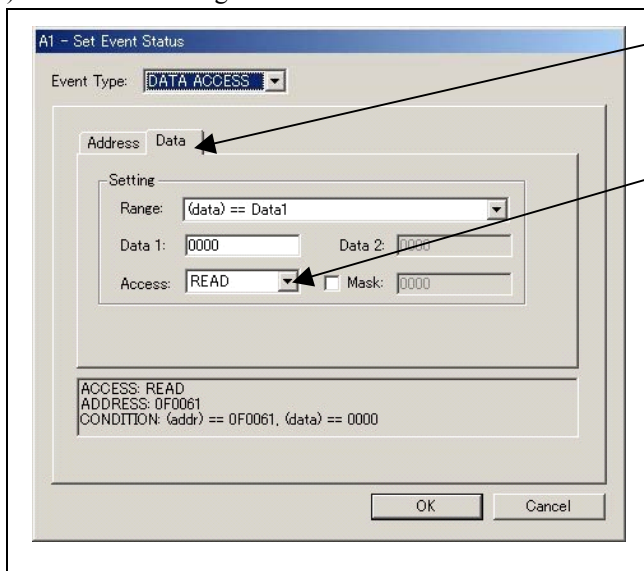 A1 - Set Event Status
Event Type: DATA ACCESS
Address Data
Setting
Range: (data) == Data1
Data 1: 0000 Data 2: 0000
Access: READ Mask: 0000
ACCESS: READ
ADDRESS: 0F0061
CONDITION: (addr) == 0F0061, (data) == 0000
OK Cancel